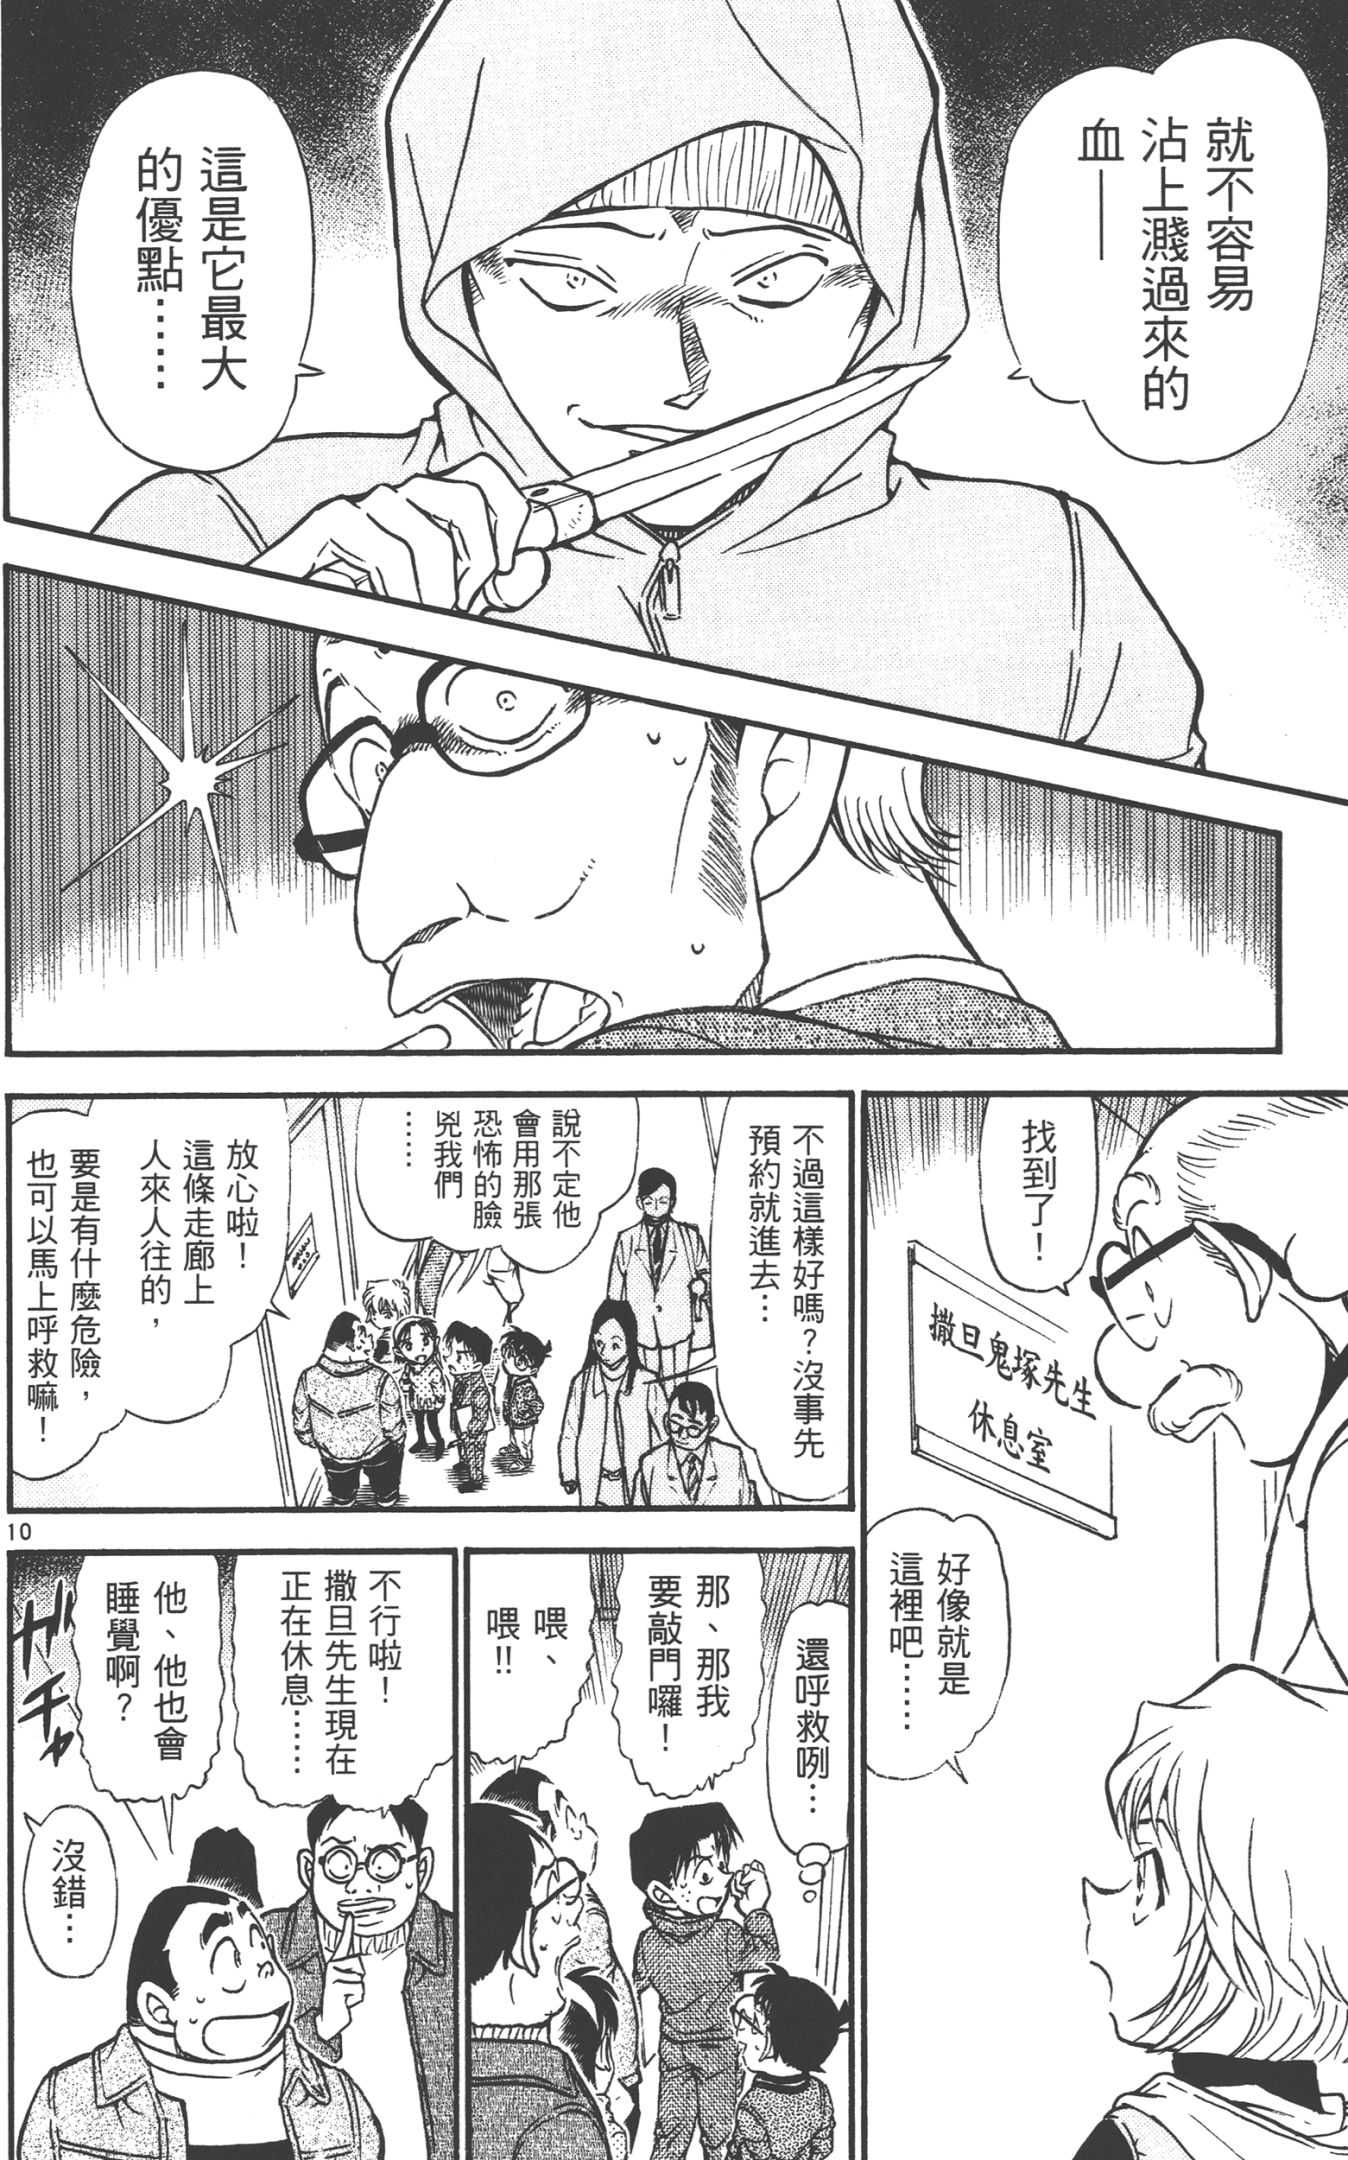 就不容易
沾上濺過來的
血——
這是它最大
的優點……
找到了！
撒旦鬼塚先生
休息室
好像就是
這裡吧……
不過這樣好嗎？沒事先
預約就進去…
說不定他
會用那張
恐怖的臉
兇我們
……
放心啦！
這條走廊上
人來人往的，
要是有什麼危險，
也可以馬上呼救嘛！
還呼救咧…
那、那我
要敲門囉！
喂、
喂!!
不行啦！
撒旦先生現在
正在休息……
他、他也會
睡覺啊？
沒錯…
ガチャ
10